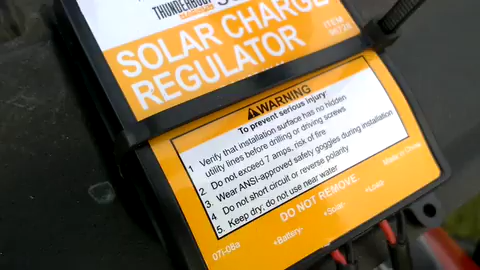 THUNDERBOLT
SOLAR CHARGE
REGULATOR
ITEM
WARNING
To prevent serious injury:
1 Verify that installation surface has no hidden
utility lines before drilling or driving screws
2. Do not exceed 7 amps, risk of fire
3. Wear ANSI-approved safety goggles during installation
4. Do not short circuit or reverse polarity
5. Keep dry; do not use near water
Made in China
DO NOT REMOVE
07i-08a +Battery- +Solar- +Load